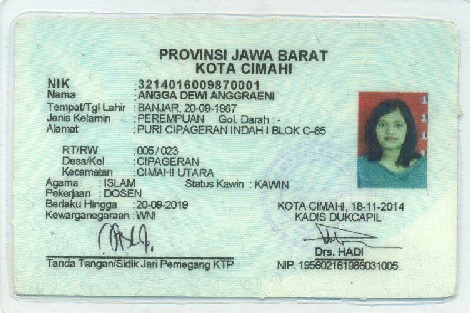 PROVINSI JAWA BARAT
KOTA CIMAHI
NIK : 3214016009870001
Nama : ANGGA DEWI ANGGRAENI
Tempat/Tgl Lahir : BANJAR, 20-09-1987
Jenis Kelamin : PEREMPUAN Gol. Darah : -
Alamat : PURI CIPAGERAN INDAH I BLOK C-85
RT/RW : 005 / 023
Desa/Kel : CIPAGERAN
Kecamatan : CIMAHI UTARA
Agama : ISLAM Status Kawin : KAWIN
Pekerjaan : DOSEN
Berlaku Hingga : 20-09-2019 KOTA CIMAHI, 18-11-2014
Kewarganegaraan : WNI KADIS DUKCAPIL
Drs. HADI
Tanda Tangan/Sidik Jari Pemegang KTP NIP. 195602161986031005